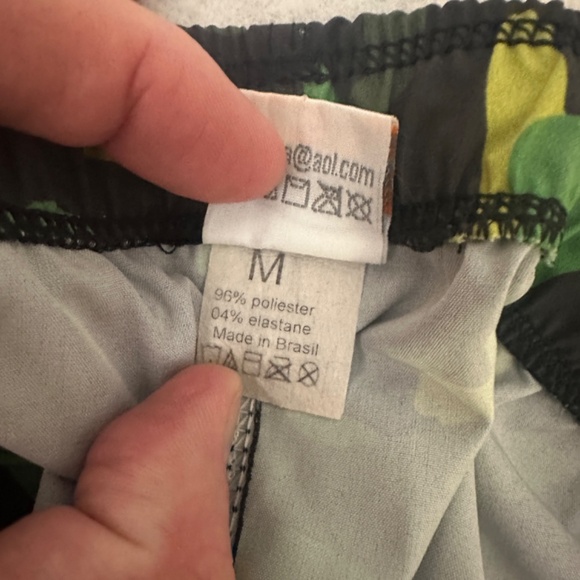 a@aol.com
M
96% poliester
04% elastane
Made in Brasil